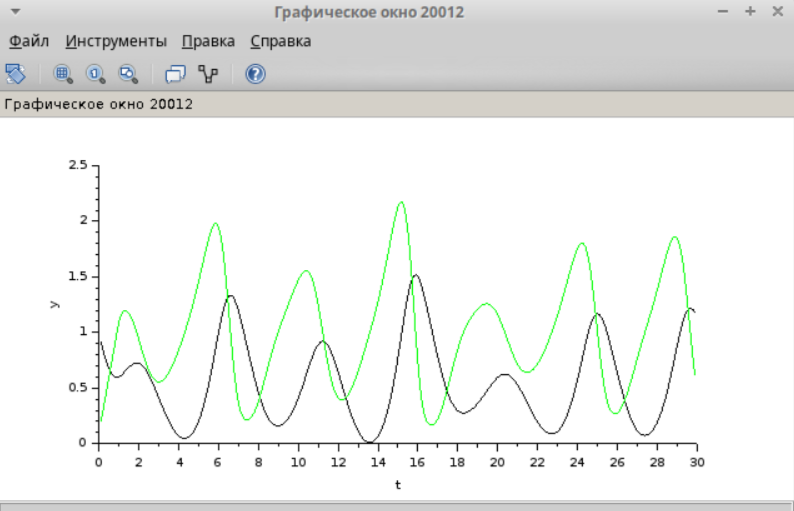 Графическое окно 20012
Файл Инструменты Правка Справка
Графическое окно 20012
2.5
2
1.5
y
1
0.5
0
0 2 4 6 8 10 12 14 16 18 20 22 24 26 28 30
t